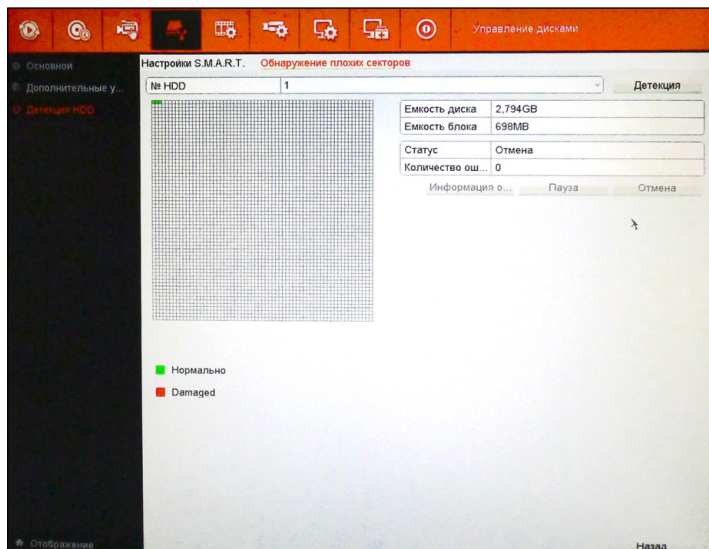 Управление дисками
Основной
Дополнительные у...
Детекция HDD
Настройки S.M.A.R.T. Обнаружение плохих секторов
№ HDD 1 Детекция
Емкость диска 2,794GB
Емкость блока 698MB
Статус Отмена
Количество ош... 0
Информация о... Пауза Отмена
Нормально
Damaged
Отображение
Назад